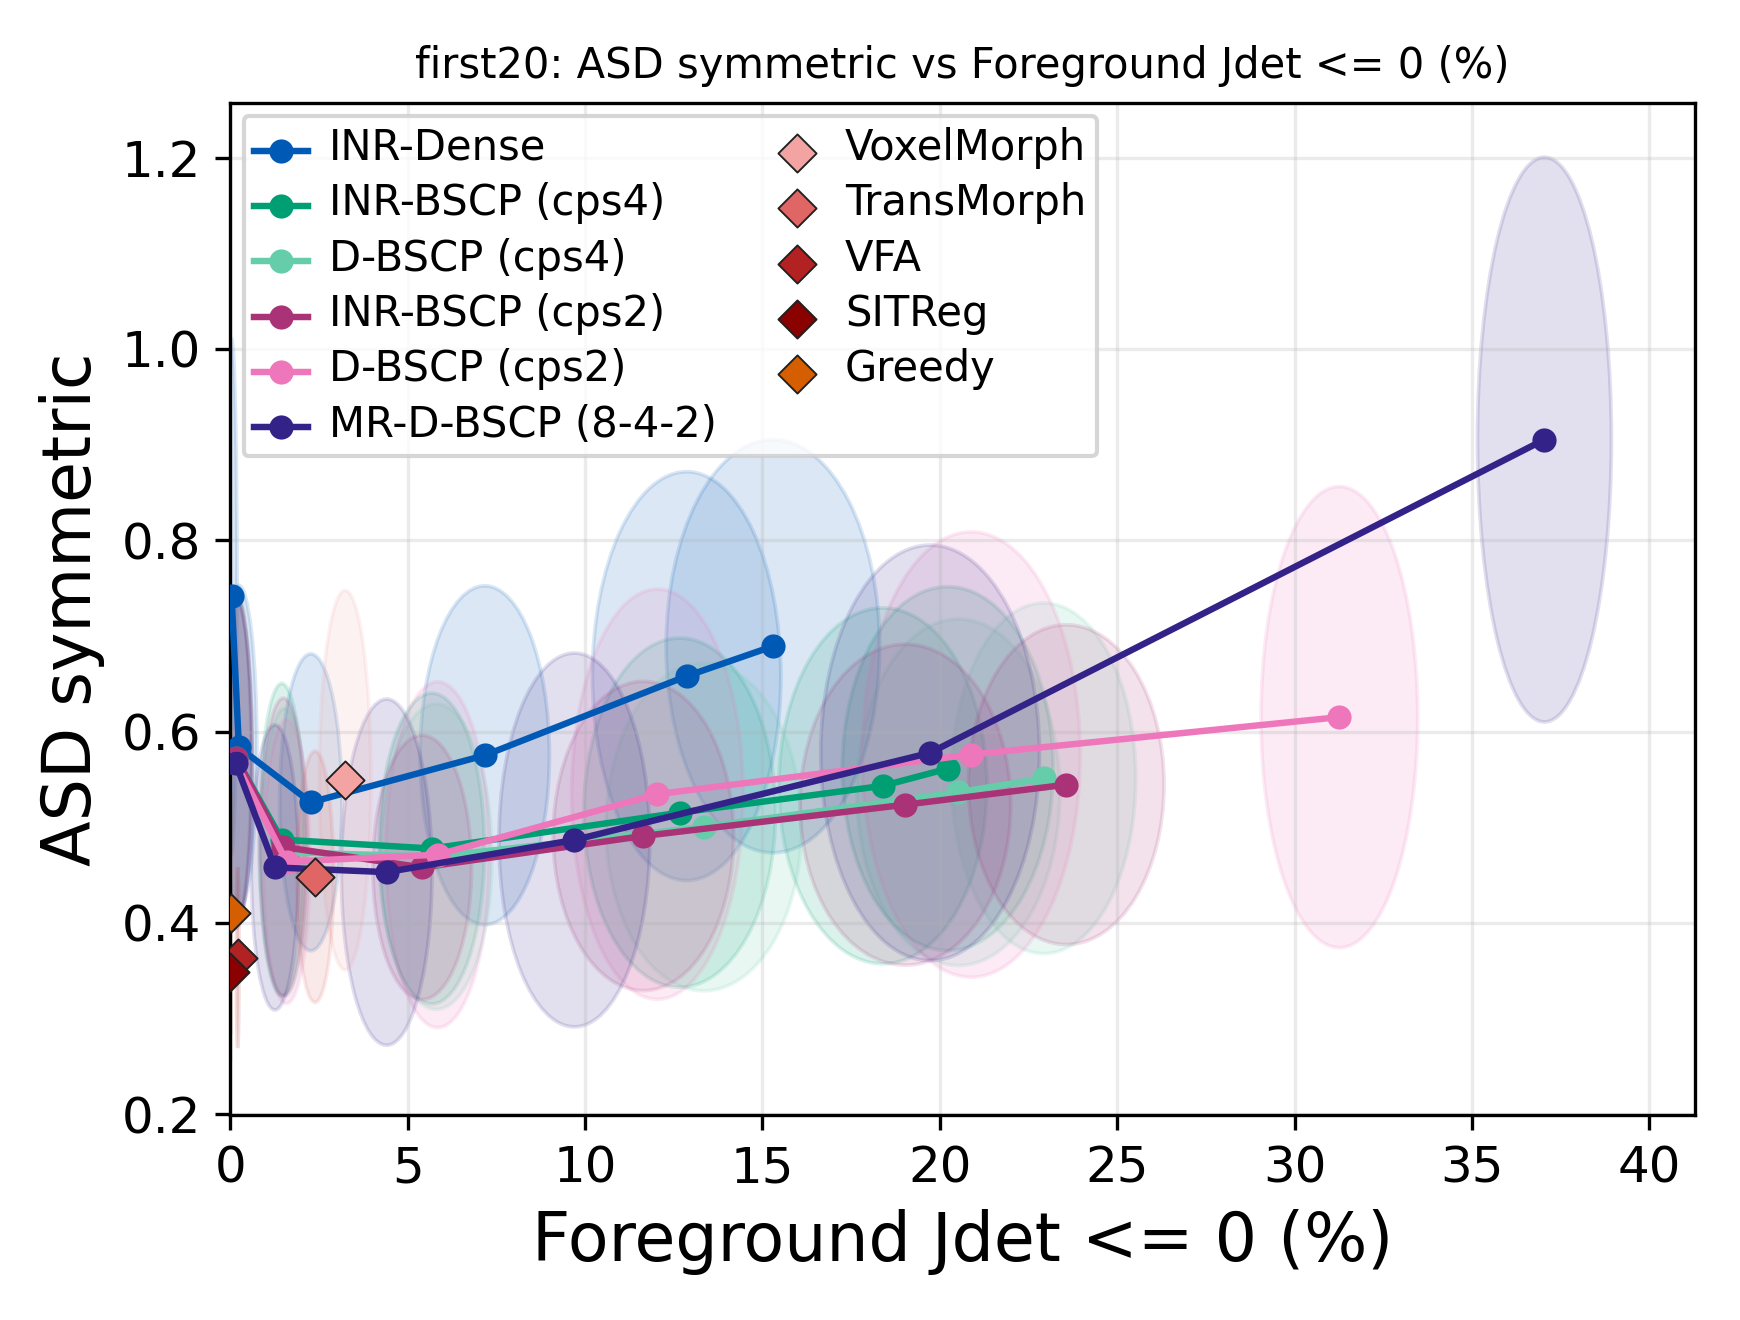 first20: ASD symmetric vs Foreground Jdet <= 0 (%)
INR-Dense
INR-BSCP (cps4)
D-BSCP (cps4)
INR-BSCP (cps2)
D-BSCP (cps2)
MR-D-BSCP (8-4-2)
VoxelMorph
TransMorph
VFA
SITReg
Greedy
ASD symmetric
1.2
1.0
0.8
0.6
0.4
0.2
0 5 10 15 20 25 30 35 40
Foreground Jdet <= 0 (%)